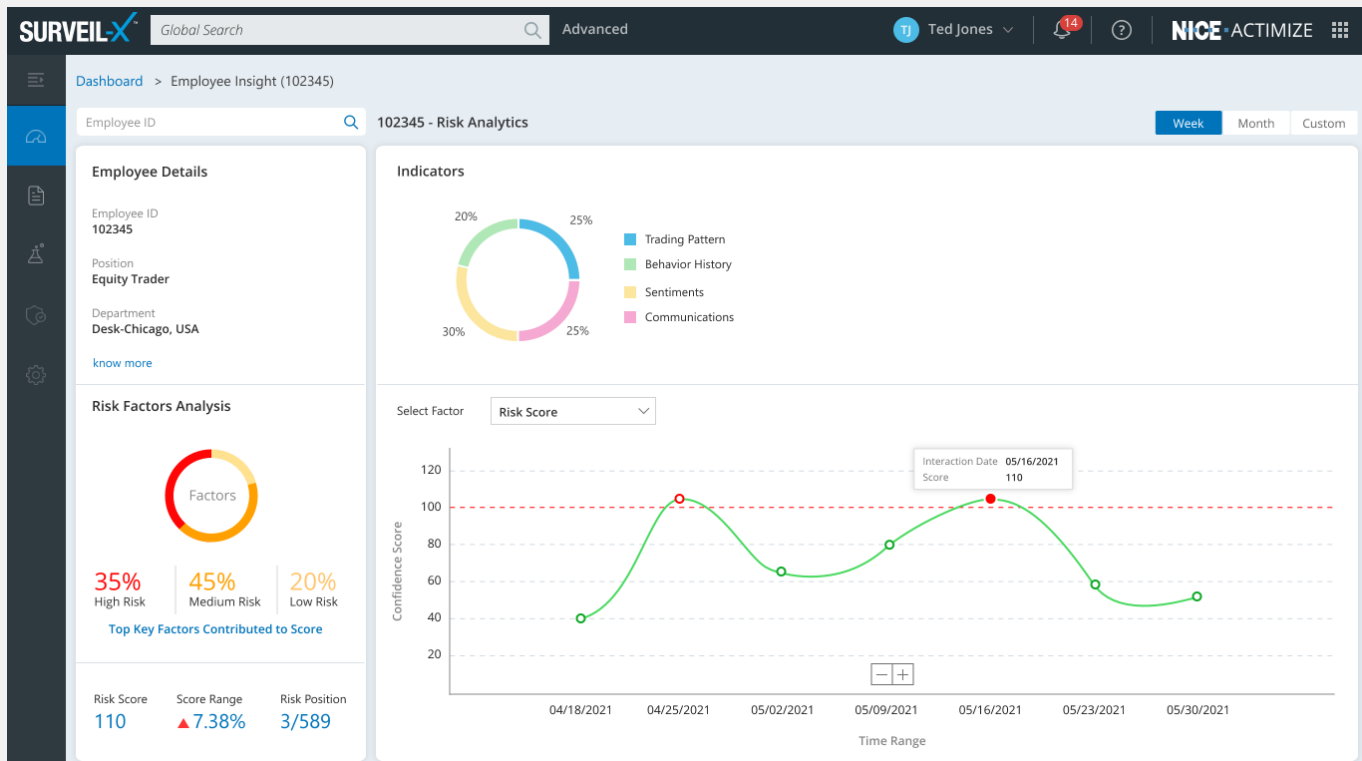 SURVEIL-X™
Global Search
Advanced
TJ
Ted Jones
14
?
NICE ACTIMIZE
Dashboard > Employee Insight (102345)
Employee ID
102345 - Risk Analytics
Week
Month
Custom
Employee Details
Employee ID
102345
Position
Equity Trader
Department
Desk-Chicago, USA
know more
Risk Factors Analysis
Factors
35%
High Risk
45%
Medium Risk
20%
Low Risk
Top Key Factors Contributed to Score
Risk Score
110
Score Range
7.38%
Risk Position
3/589
Indicators
20%
25%
30%
25%
Trading Pattern
Behavior History
Sentiments
Communications
Select Factor
Risk Score
Interaction Date 05/16/2021
Score 110
Confidence Score
120
100
80
60
40
20
04/18/2021
04/25/2021
05/02/2021
05/09/2021
05/16/2021
05/23/2021
05/30/2021
Time Range